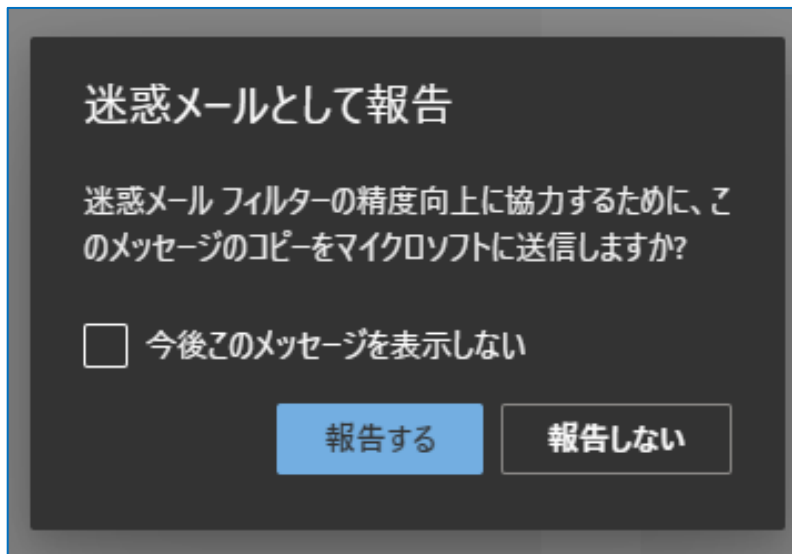 迷惑メールとして報告
迷惑メール フィルターの精度向上に協力するために、こ
のメッセージのコピーをマイクロソフトに送信しますか?
今後このメッセージを表示しない
報告する
報告しない